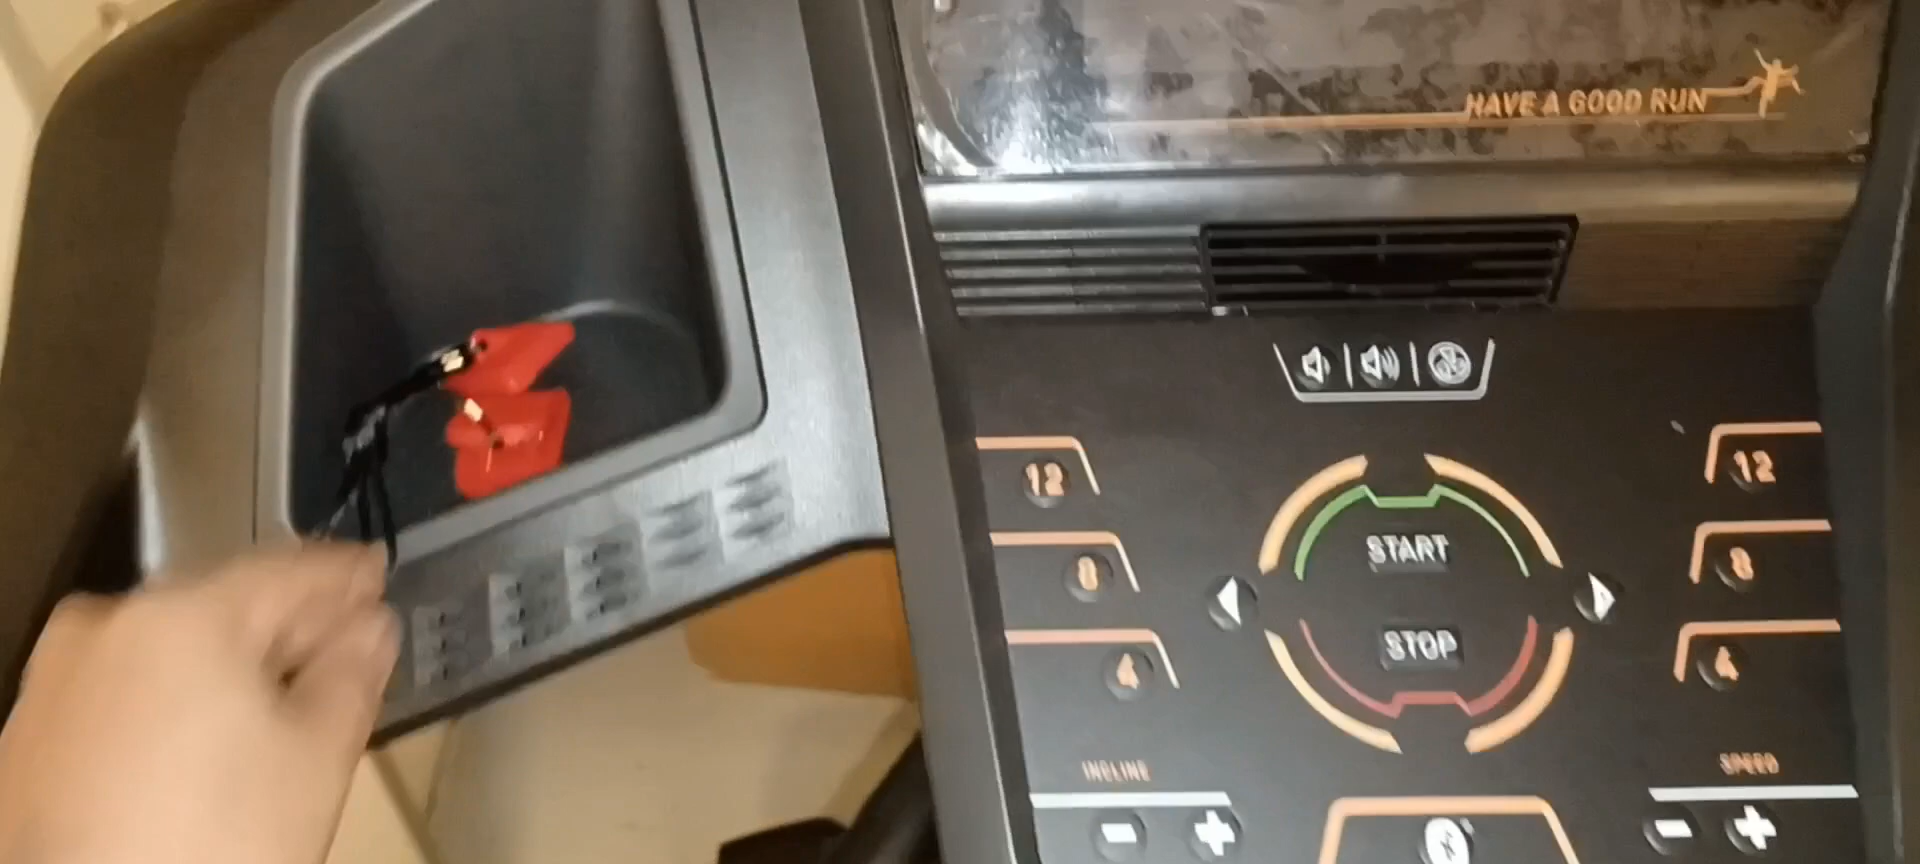 HAVE A GOOD RUN
12
12
START
8
8
STOP
4
4
INCLINE
SPEED
- +
- +